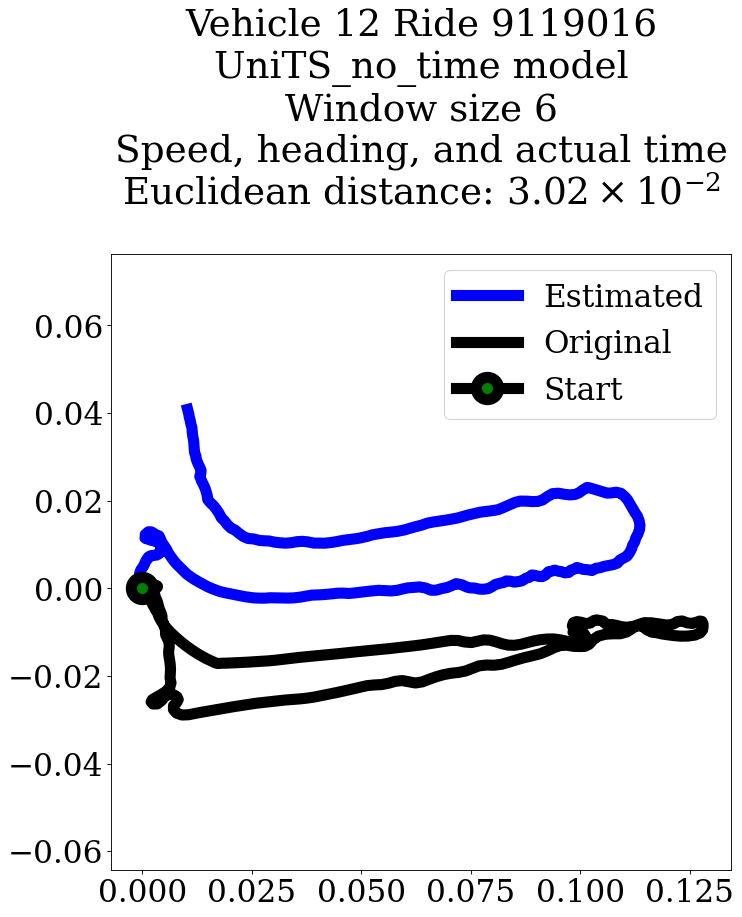 Vehicle 12 Ride 9119016
UniTS_no_time model
Window size 6
Speed, heading, and actual time
Euclidean distance: 3.02 × 10⁻²
Estimated
Original
Start
0.06
0.04
0.02
0.00
−0.02
−0.04
−0.06
0.000 0.025 0.050 0.075 0.100 0.125